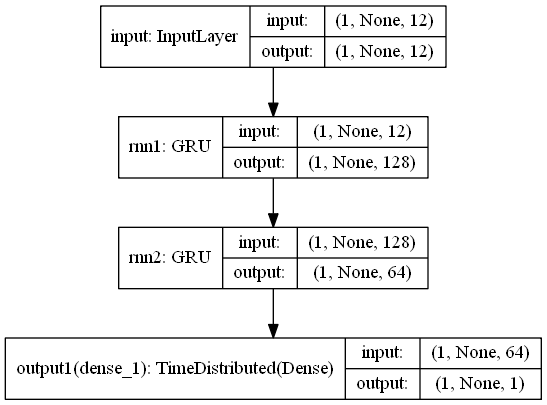 input: InputLayer
input: (1, None, 12)
output: (1, None, 12)
rnn1: GRU
input: (1, None, 12)
output: (1, None, 128)
rnn2: GRU
input: (1, None, 128)
output: (1, None, 64)
output1(dense_1): TimeDistributed(Dense)
input: (1, None, 64)
output: (1, None, 1)